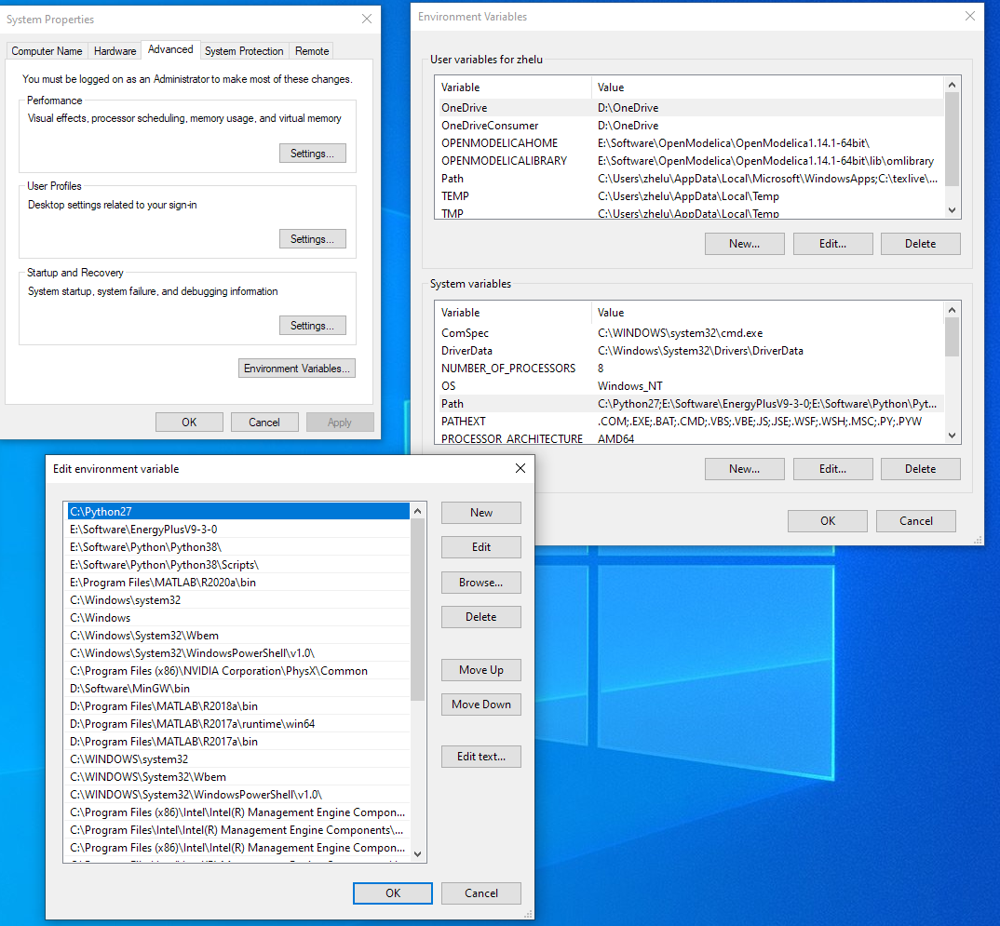 System Properties
Computer Name Hardware Advanced System Protection Remote
You must be logged on as an Administrator to make most of these changes.
Performance
Visual effects, processor scheduling, memory usage, and virtual memory
Settings...
User Profiles
Desktop settings related to your sign-in
Settings...
Startup and Recovery
System startup, system failure, and debugging information
Settings...
Environment Variables...
OK Cancel Apply
Environment Variables
User variables for zhelu
Variable Value
OneDrive D:\OneDrive
OneDriveConsumer D:\OneDrive
OPENMODELICAHOME E:\Software\OpenModelica\OpenModelica1.14.1-64bit\
OPENMODELICALIBRARY E:\Software\OpenModelica\OpenModelica1.14.1-64bit\lib\omlibrary
Path C:\Users\zhelu\AppData\Local\Microsoft\WindowsApps;C:\texlive\...
TEMP C:\Users\zhelu\AppData\Local\Temp
TMP C:\Users\zhelu\AppData\Local\Temp
New... Edit... Delete
System variables
Variable Value
ComSpec C:\WINDOWS\system32\cmd.exe
DriverData C:\Windows\System32\Drivers\DriverData
NUMBER_OF_PROCESSORS 8
OS Windows_NT
Path C:\Python27;E:\Software\EnergyPlusV9-3-0;E:\Software\Python\Pyt...
PATHEXT .COM;.EXE;.BAT;.CMD;.VBS;.VBE;.JS;.JSE;.WSF;.WSH;.MSC;.PY;.PYW
PROCESSOR_ARCHITECTURE AMD64
New... Edit... Delete
OK Cancel
Edit environment variable
C:\Python27
E:\Software\EnergyPlusV9-3-0
E:\Software\Python\Python38\
E:\Software\Python\Python38\Scripts\
E:\Program Files\MATLAB\R2020a\bin
C:\Windows\system32
C:\Windows
C:\Windows\System32\Wbem
C:\Windows\System32\WindowsPowerShell\v1.0\
C:\Program Files (x86)\NVIDIA Corporation\PhysX\Common
D:\Software\MinGW\bin
D:\Program Files\MATLAB\R2018a\bin
D:\Program Files\MATLAB\R2017a\runtime\win64
D:\Program Files\MATLAB\R2017a\bin
C:\WINDOWS\system32
C:\WINDOWS\System32\Wbem
C:\WINDOWS\System32\WindowsPowerShell\v1.0\
C:\Program Files (x86)\Intel\Intel(R) Management Engine Compon...
C:\Program Files\Intel\Intel(R) Management Engine Components\...
C:\Program Files (x86)\Intel\Intel(R) Management Engine Compon...
New
Edit
Browse...
Delete
Move Up
Move Down
Edit text...
OK Cancel